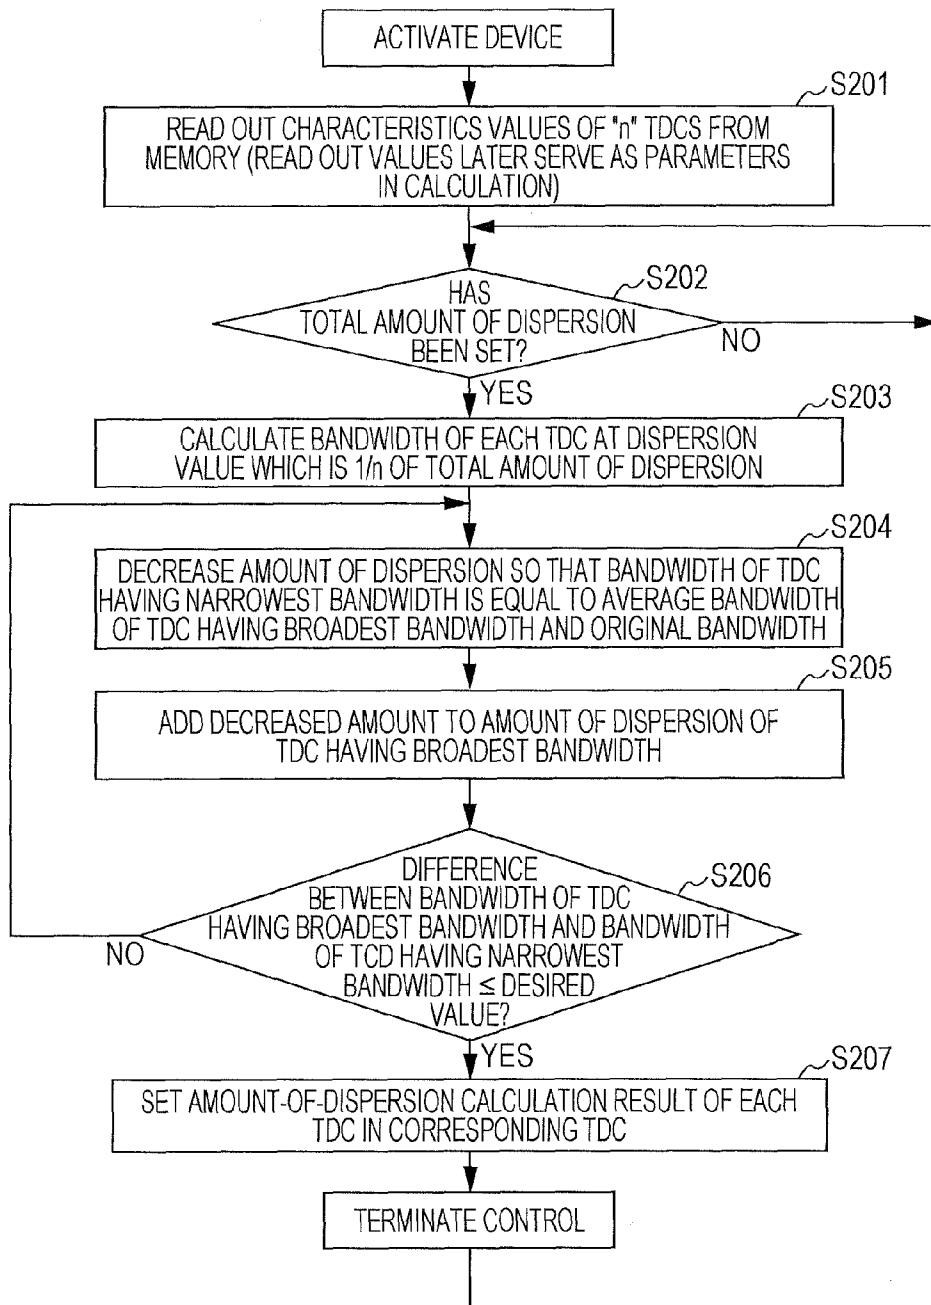 ACTIVATE DEVICE
S201
READ OUT CHARACTERISTICS VALUES OF "n" TDCS FROM
MEMORY (READ OUT VALUES LATER SERVE AS PARAMETERS
IN CALCULATION)
S202
HAS
TOTAL AMOUNT OF DISPERSION
BEEN SET?
NO
YES
S203
CALCULATE BANDWIDTH OF EACH TDC AT DISPERSION
VALUE WHICH IS 1/n OF TOTAL AMOUNT OF DISPERSION
S204
DECREASE AMOUNT OF DISPERSION SO THAT BANDWIDTH OF TDC
HAVING NARROWEST BANDWIDTH IS EQUAL TO AVERAGE BANDWIDTH
OF TDC HAVING BROADEST BANDWIDTH AND ORIGINAL BANDWIDTH
S205
ADD DECREASED AMOUNT TO AMOUNT OF DISPERSION OF
TDC HAVING BROADEST BANDWIDTH
S206
DIFFERENCE
BETWEEN BANDWIDTH OF TDC
HAVING BROADEST BANDWIDTH AND BANDWIDTH
OF TCD HAVING NARROWEST
BANDWIDTH ≤ DESIRED
VALUE?
NO
YES
S207
SET AMOUNT-OF-DISPERSION CALCULATION RESULT OF EACH
TDC IN CORRESPONDING TDC
TERMINATE CONTROL